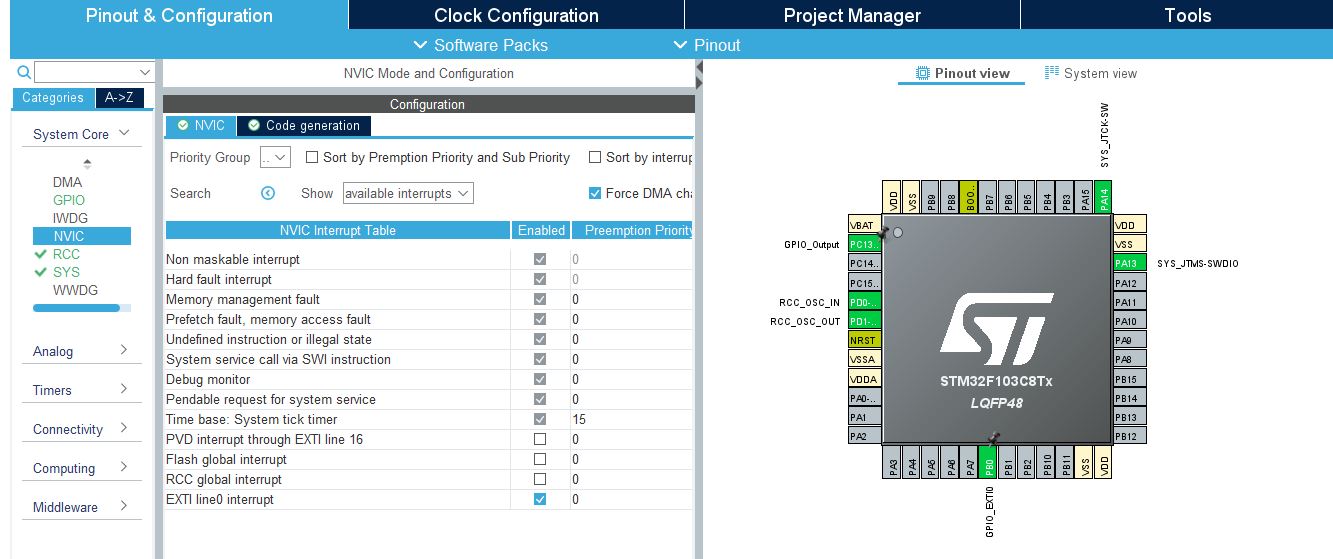 Pinout & Configuration
Clock Configuration
Project Manager
Tools
Software Packs
Pinout
NVIC Mode and Configuration
Pinout view
System view
Categories
A->Z
Configuration
NVIC
Code generation
System Core
DMA
GPIO
IWDG
NVIC
RCC
SYS
WWDG
Analog
Timers
Connectivity
Computing
Middleware
Priority Group
..
Sort by Premption Priority and Sub Priority
Sort by interrup
Search
Show
available interrupts
Force DMA cha
NVIC Interrupt Table Enabled Preemption Priority
Non maskable interrupt 0
Hard fault interrupt 0
Memory management fault 0
Prefetch fault, memory access fault 0
Undefined instruction or illegal state 0
System service call via SWI instruction 0
Debug monitor 0
Pendable request for system service 0
Time base: System tick timer 15
PVD interrupt through EXTI line 16 0
Flash global interrupt 0
RCC global interrupt 0
EXTI line0 interrupt 0
SYS_JTCK-SW
VDD VSS PB9 PB8 BOO.. PB7 PB6 PB5 PB4 PB3 PA15 PA14
VBAT
GPIO_Output PC13..
PC14..
PC15..
RCC_OSC_IN PD0-..
RCC_OSC_OUT PD1-..
NRST
VSSA
VDDA
PA0-..
PA1
PA2
STM32F103C8Tx
LQFP48
VDD
VSS
PA13 SYS_JTMS-SWDIO
PA12
PA11
PA10
PA9
PA8
PB15
PB14
PB13
PB12
PA3 PA4 PA5 PA6 PA7 PB0 PB1 PB2 PB10 PB11 VSS VDD
GPIO_EXTI0